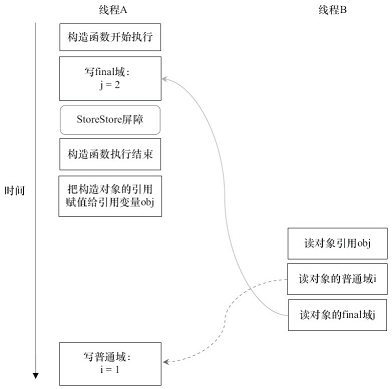 线程A
线程B
构造函数开始执行
写final域：
j = 2
StoreStore屏障
构造函数执行结束
把构造对象的引用
赋值给引用变量obj
时间
读对象引用obj
读对象的普通域i
读对象的final域j
写普通域：
i = 1